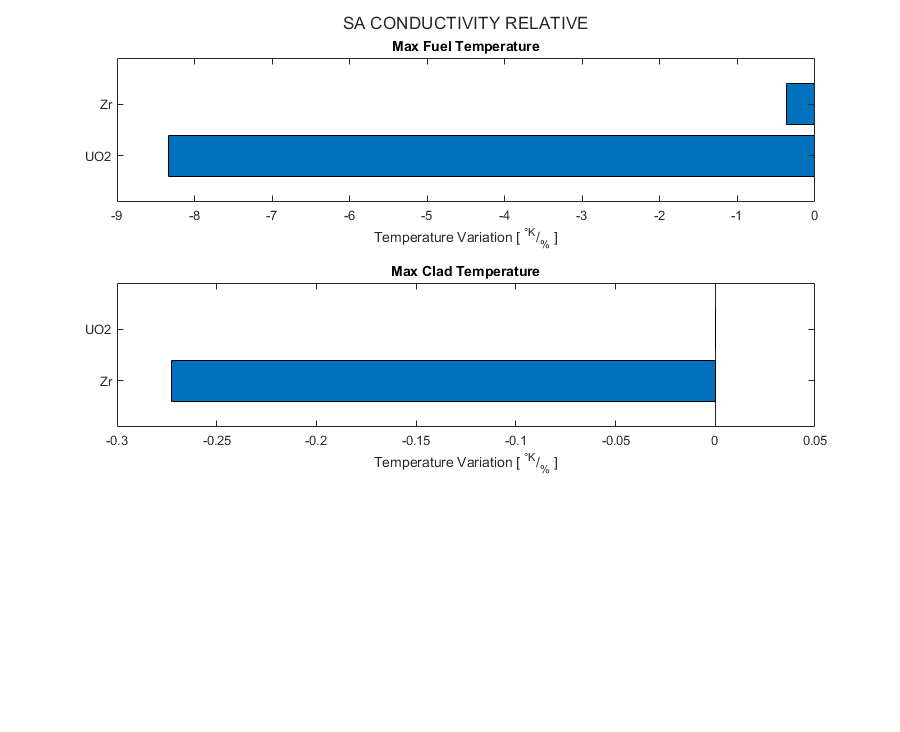 SA CONDUCTIVITY RELATIVE
Max Fuel Temperature
Zr
UO2
-9 -8 -7 -6 -5 -4 -3 -2 -1 0
Temperature Variation [ °K/% ]
Max Clad Temperature
UO2
Zr
-0.3 -0.25 -0.2 -0.15 -0.1 -0.05 0 0.05
Temperature Variation [ °K/% ]